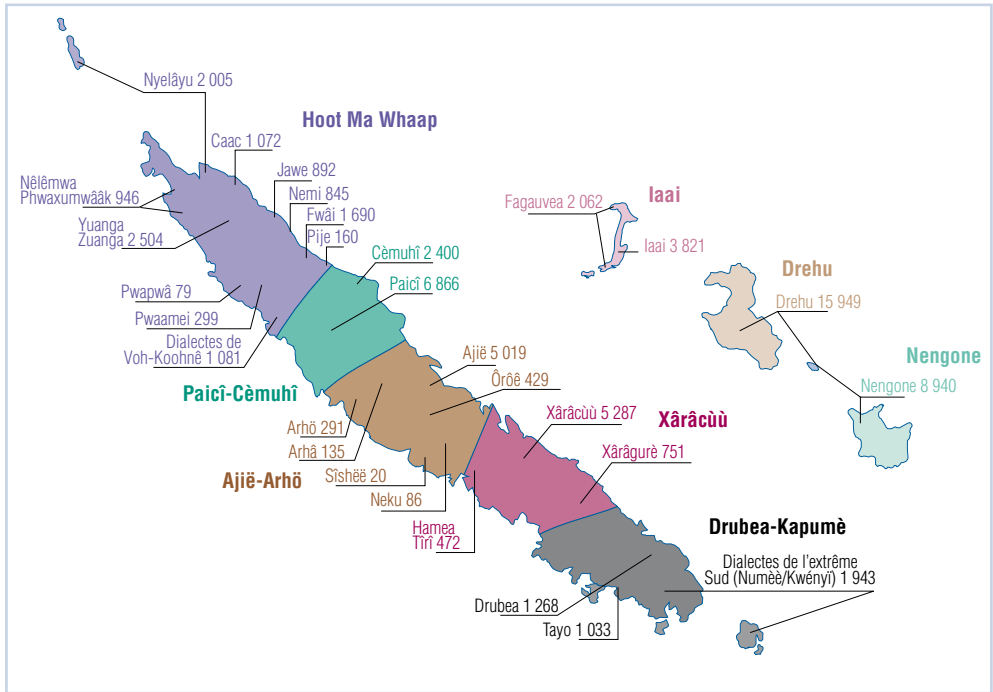 Nyelâyu 2 005
Hoot Ma Whaap
Caac 1 072
Jawe 892
Nêlêmwa
Phwaxumwââk 946
Nemi 845
Fwâi 1 690
Pije 160
Yuanga
Zuanga 2 504
Cèmuhî 2 400
Paicî 6 866
Pwapwâ 79
Pwaamei 299
Dialectes de
Voh-Koohnê 1 081
Paicî-Cèmuhî
Iaai
Fagauvea 2 062
Iaai 3 821
Drehu
Drehu 15 949
Nengone
Nengone 8 940
Ajië 5 019
Ôrôê 429
Arhö 291
Arhâ 135
Ajië-Arhö
Sîshëë 20
Neku 86
Xârâcùù
Xârâcùù 5 287
Xârâgurè 751
Hamea
Tîrî 472
Drubea-Kapumè
Dialectes de l'extrême
Sud (Numèè/Kwényï) 1 943
Drubea 1 268
Tayo 1 033